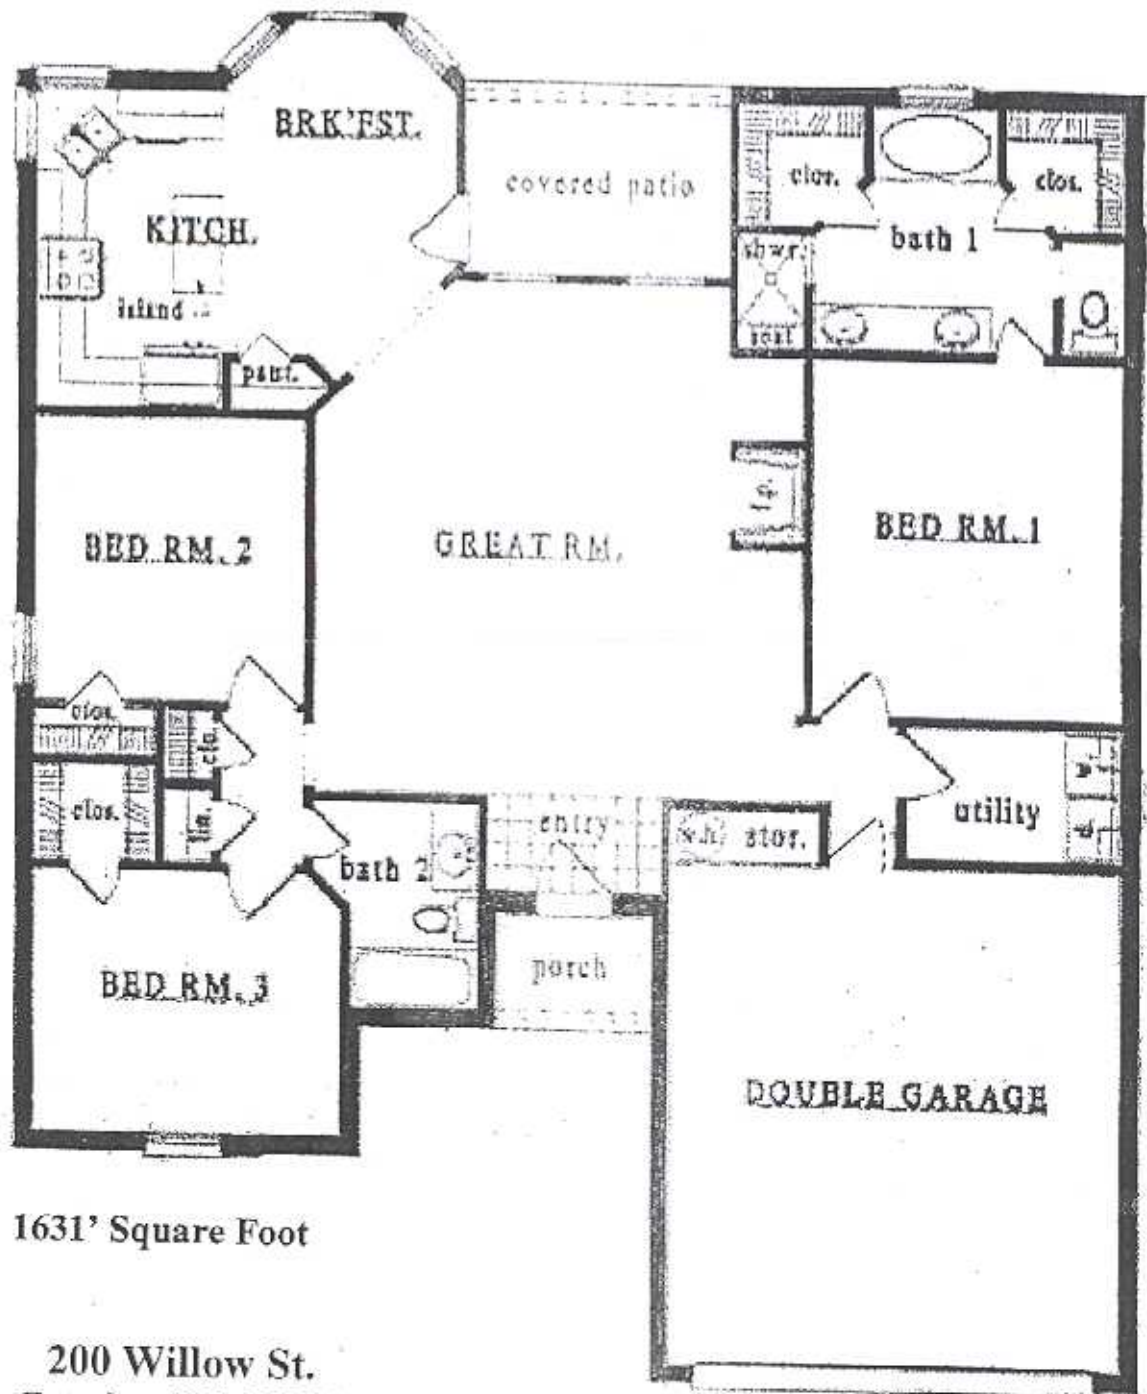 BRK'FST.
covered patio
clos.
clos.
KITCH.
bath 1
shwr.
island
seat
pant.
BED RM. 2
GREAT RM.
f.p.
BED RM. 1
clos.
clo.
clos.
lin.
bath 2
entry
w.h.
stor.
utility
BED RM. 3
porch
DOUBLE GARAGE
1631' Square Foot
200 Willow St.